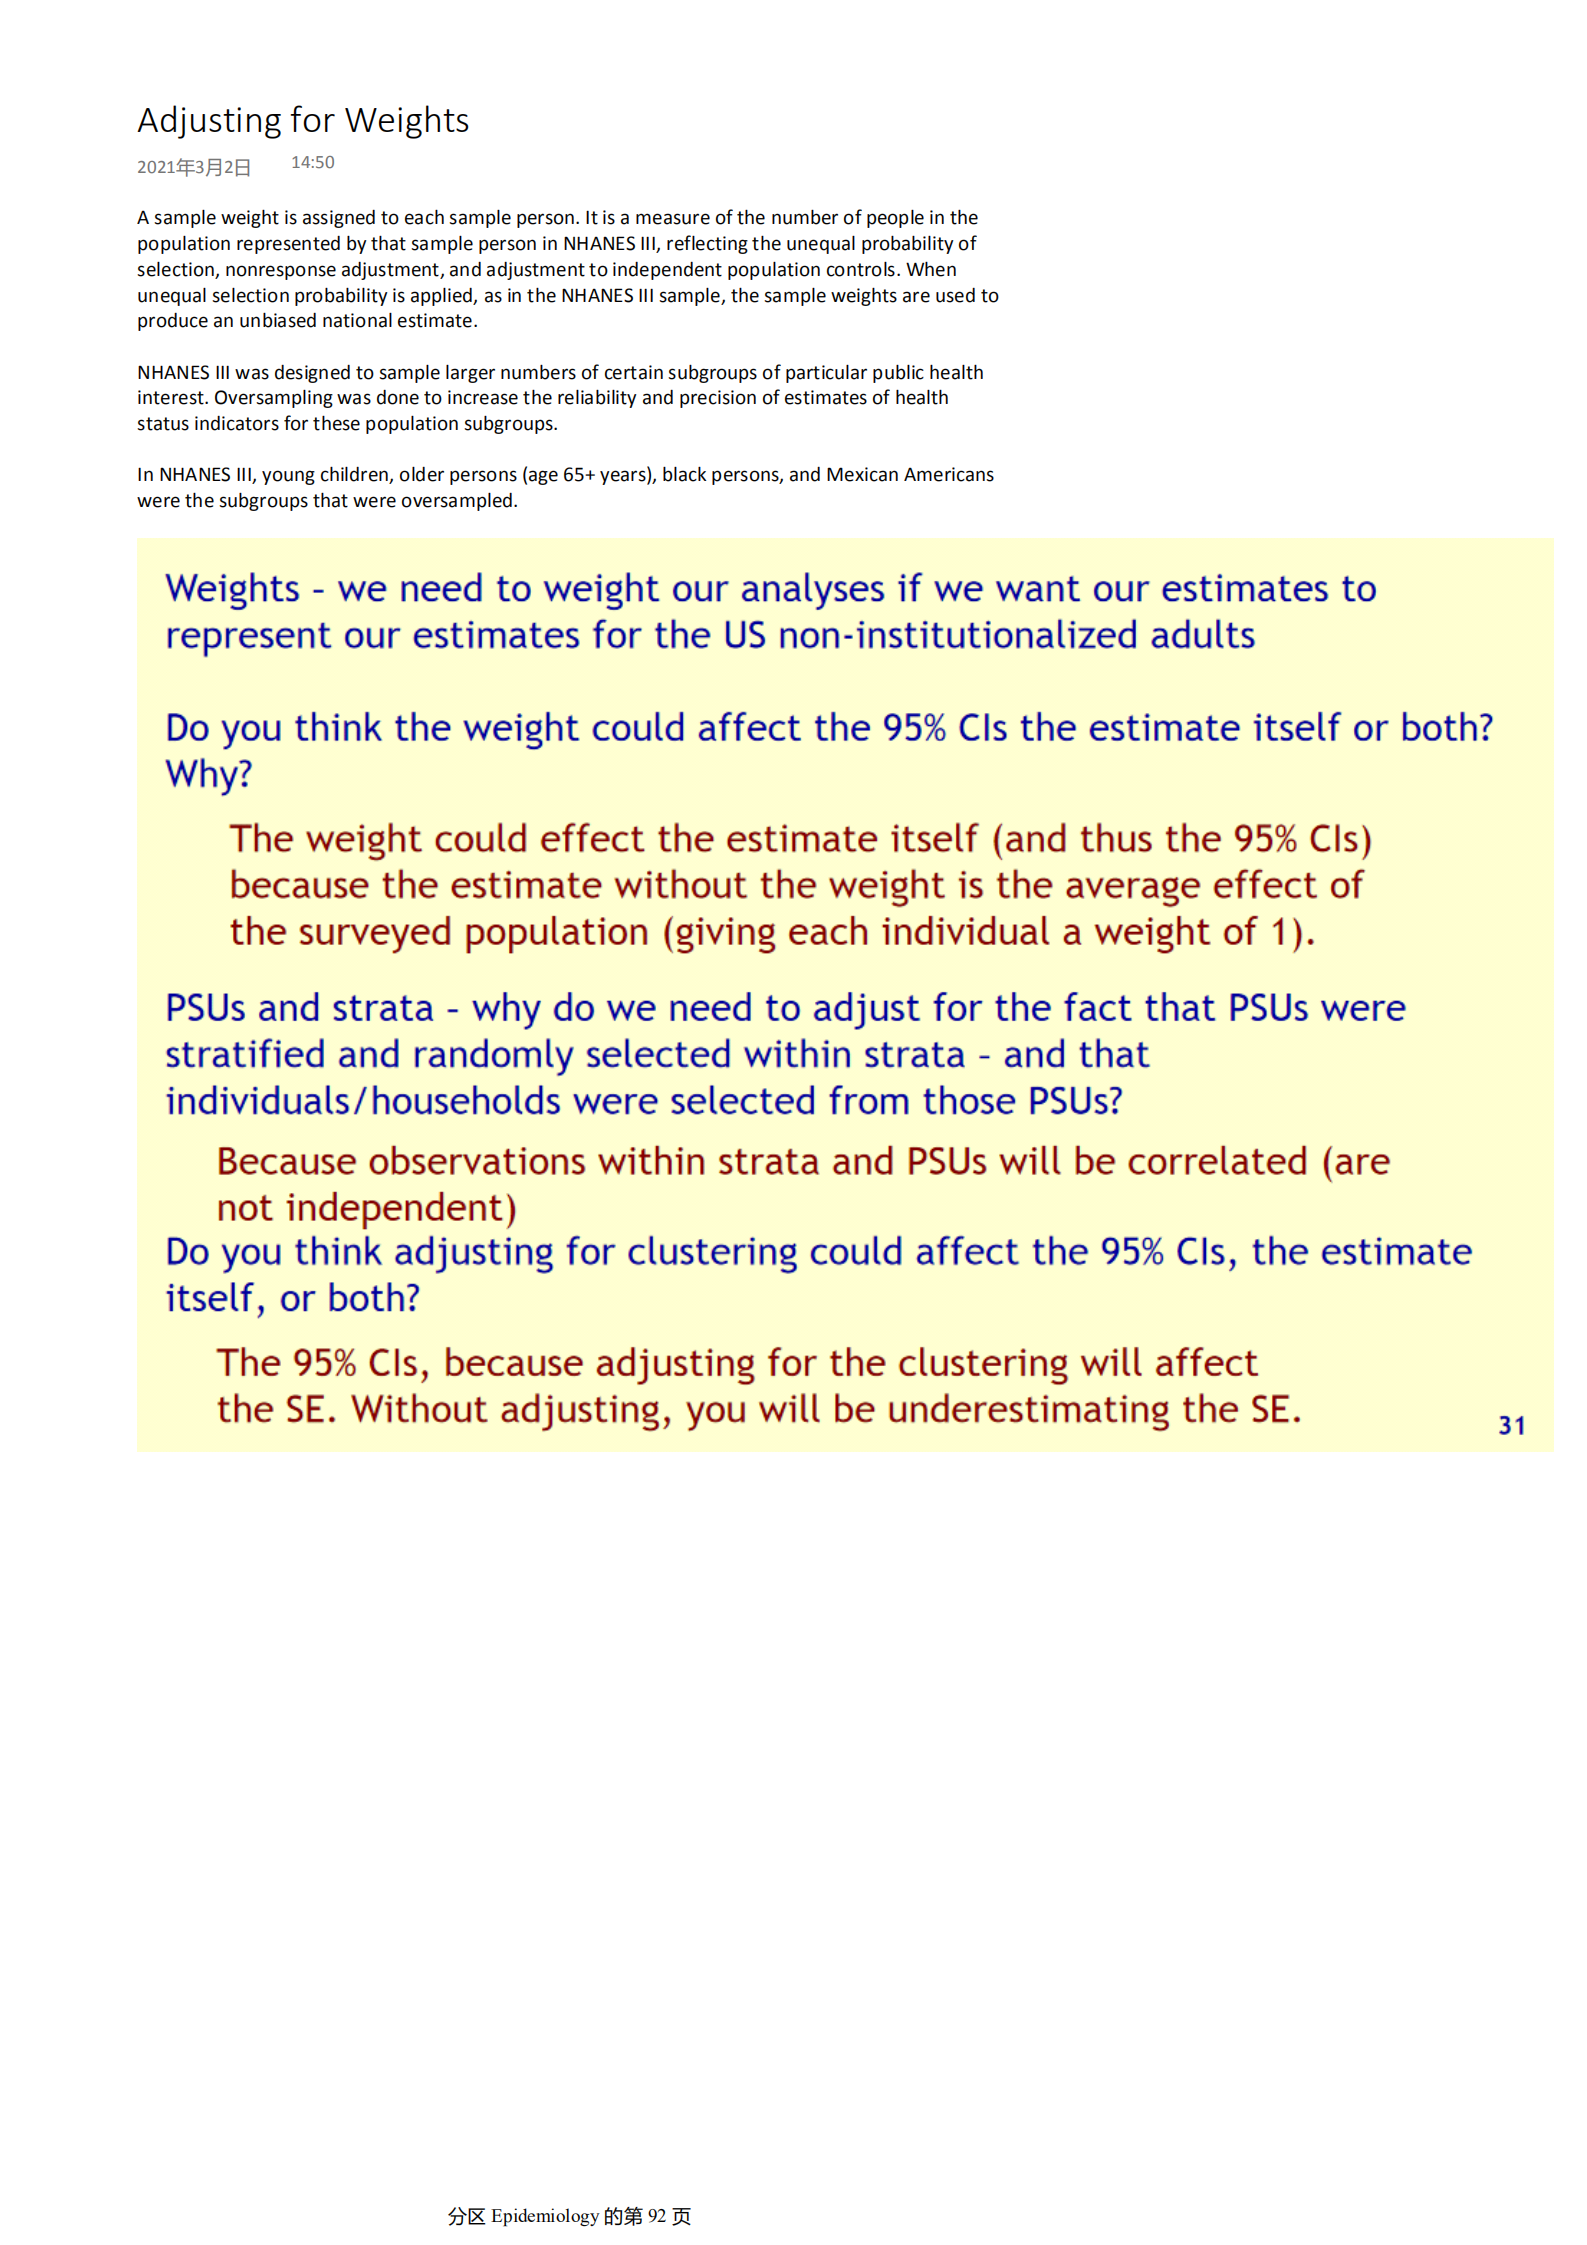 Adjusting for Weights
2021年3月2日 14:50
A sample weight is assigned to each sample person. It is a measure of the number of people in the
population represented by that sample person in NHANES III, reflecting the unequal probability of
selection, nonresponse adjustment, and adjustment to independent population controls. When
unequal selection probability is applied, as in the NHANES III sample, the sample weights are used to
produce an unbiased national estimate.
NHANES III was designed to sample larger numbers of certain subgroups of particular public health
interest. Oversampling was done to increase the reliability and precision of estimates of health
status indicators for these population subgroups.
In NHANES III, young children, older persons (age 65+ years), black persons, and Mexican Americans
were the subgroups that were oversampled.
Weights - we need to weight our analyses if we want our estimates to
represent our estimates for the US non-institutionalized adults
Do you think the weight could affect the 95% CIs the estimate itself or both?
Why?
The weight could effect the estimate itself (and thus the 95% CIs)
because the estimate without the weight is the average effect of
the surveyed population (giving each individual a weight of 1).
PSUs and strata - why do we need to adjust for the fact that PSUs were
stratified and randomly selected within strata - and that
individuals/households were selected from those PSUs?
Because observations within strata and PSUs will be correlated (are
not independent)
Do you think adjusting for clustering could affect the 95% CIs, the estimate
itself, or both?
The 95% CIs, because adjusting for the clustering will affect
the SE. Without adjusting, you will be underestimating the SE.
31
分区 Epidemiology 的第 92 页